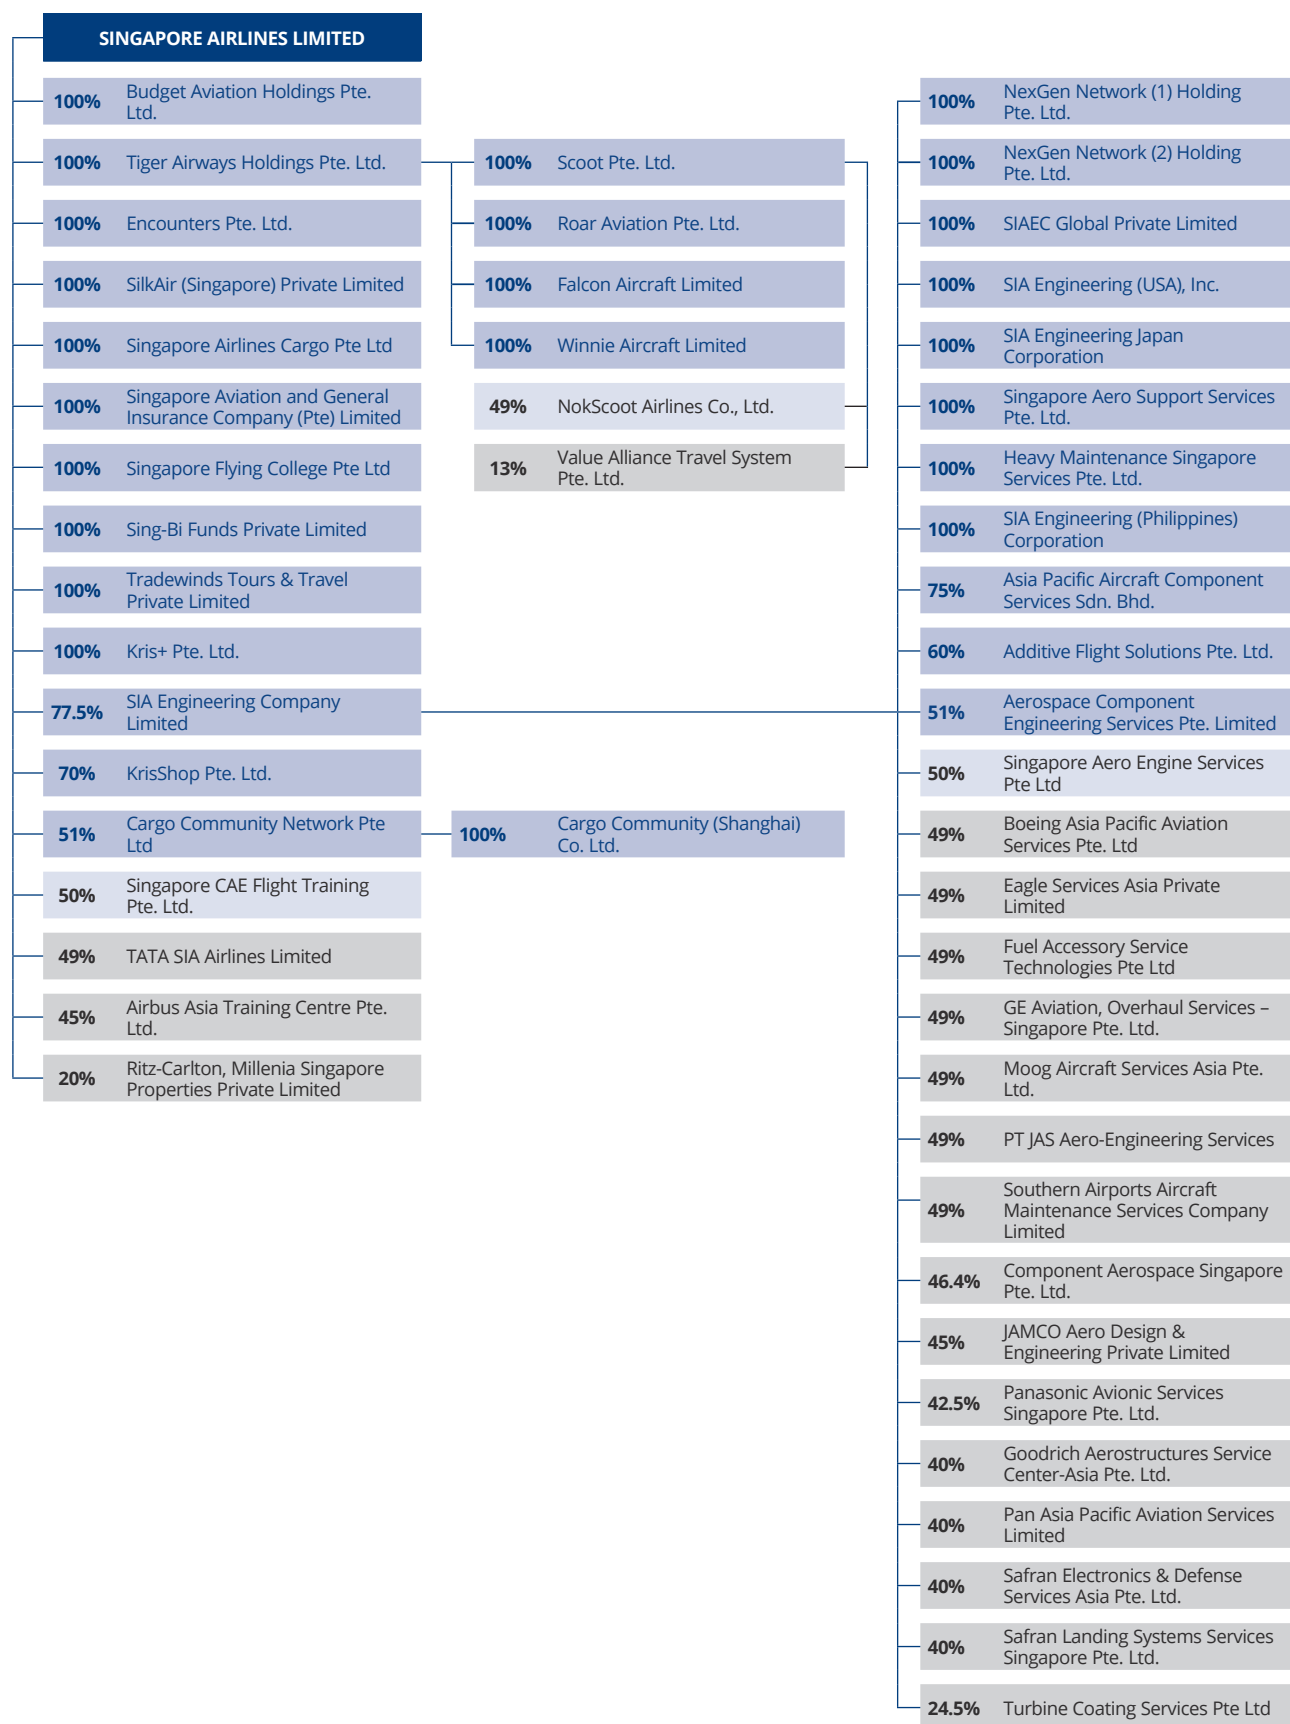 SINGAPORE AIRLINES LIMITED
100%
Budget Aviation Holdings Pte.
Ltd.
100%
Tiger Airways Holdings Pte. Ltd.
100%
Encounters Pte. Ltd.
100%
SilkAir (Singapore) Private Limited
100%
Singapore Airlines Cargo Pte Ltd
100%
Singapore Aviation and General
Insurance Company (Pte) Limited
100%
Singapore Flying College Pte Ltd
100%
Sing-Bi Funds Private Limited
100%
Tradewinds Tours & Travel
Private Limited
100%
Kris+ Pte. Ltd.
77.5%
SIA Engineering Company
Limited
70%
KrisShop Pte. Ltd.
51%
Cargo Community Network Pte
Ltd
50%
Singapore CAE Flight Training
Pte. Ltd.
49%
TATA SIA Airlines Limited
45%
Airbus Asia Training Centre Pte.
Ltd.
20%
Ritz-Carlton, Millenia Singapore
Properties Private Limited
100%
Scoot Pte. Ltd.
100%
Roar Aviation Pte. Ltd.
100%
Falcon Aircraft Limited
100%
Winnie Aircraft Limited
49%
NokScoot Airlines Co., Ltd.
13%
Value Alliance Travel System
Pte. Ltd.
100%
Cargo Community (Shanghai)
Co. Ltd.
100%
NexGen Network (1) Holding
Pte. Ltd.
100%
NexGen Network (2) Holding
Pte. Ltd.
100%
SIAEC Global Private Limited
100%
SIA Engineering (USA), Inc.
100%
SIA Engineering Japan
Corporation
100%
Singapore Aero Support Services
Pte. Ltd.
100%
Heavy Maintenance Singapore
Services Pte. Ltd.
100%
SIA Engineering (Philippines)
Corporation
75%
Asia Pacific Aircraft Component
Services Sdn. Bhd.
60%
Additive Flight Solutions Pte. Ltd.
51%
Aerospace Component
Engineering Services Pte. Limited
50%
Singapore Aero Engine Services
Pte Ltd
49%
Boeing Asia Pacific Aviation
Services Pte. Ltd
49%
Eagle Services Asia Private
Limited
49%
Fuel Accessory Service
Technologies Pte Ltd
49%
GE Aviation, Overhaul Services –
Singapore Pte. Ltd.
49%
Moog Aircraft Services Asia Pte.
Ltd.
49%
PT JAS Aero-Engineering Services
49%
Southern Airports Aircraft
Maintenance Services Company
Limited
46.4%
Component Aerospace Singapore
Pte. Ltd.
45%
JAMCO Aero Design &
Engineering Private Limited
42.5%
Panasonic Avionic Services
Singapore Pte. Ltd.
40%
Goodrich Aerostructures Service
Center-Asia Pte. Ltd.
40%
Pan Asia Pacific Aviation Services
Limited
40%
Safran Electronics & Defense
Services Asia Pte. Ltd.
40%
Safran Landing Systems Services
Singapore Pte. Ltd.
24.5%
Turbine Coating Services Pte Ltd